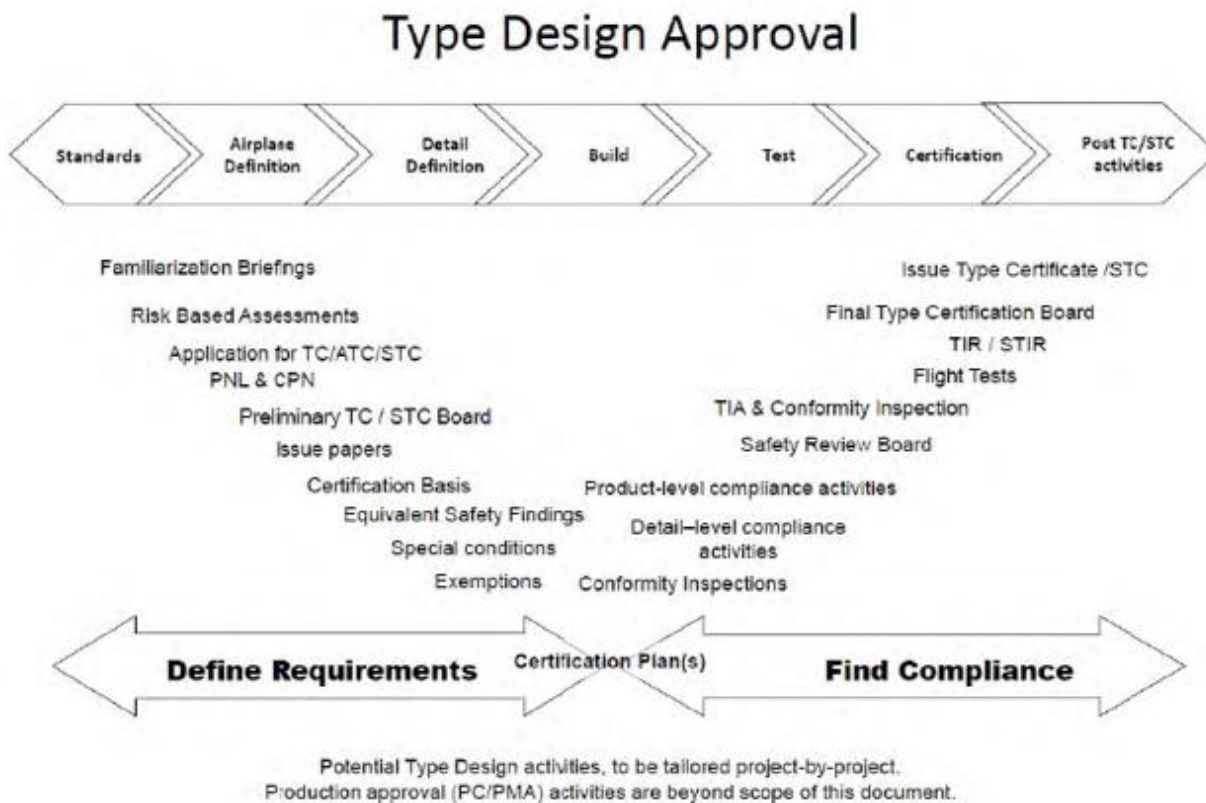 Type Design Approval
Standards
Airplane
Definition
Detail
Definition
Build
Test
Certification
Post TC/STC
activities
Familiarization Briefings
Risk Based Assessments
Application for TC/ATC/STC
PNL & CPN
Preliminary TC / STC Board
Issue papers
Certification Basis
Equivalent Safety Findings
Special conditions
Exemptions
Issue Type Certificate /STC
Final Type Certification Board
TIR / STIR
Flight Tests
TIA & Conformity Inspection
Safety Review Board
Product-level compliance activities
Detail–level compliance
activities
Conformity Inspections
Define Requirements
Certification Plan(s)
Find Compliance
Potential Type Design activities, to be tailored project-by-project.
Production approval (PC/PMA) activities are beyond scope of this document.